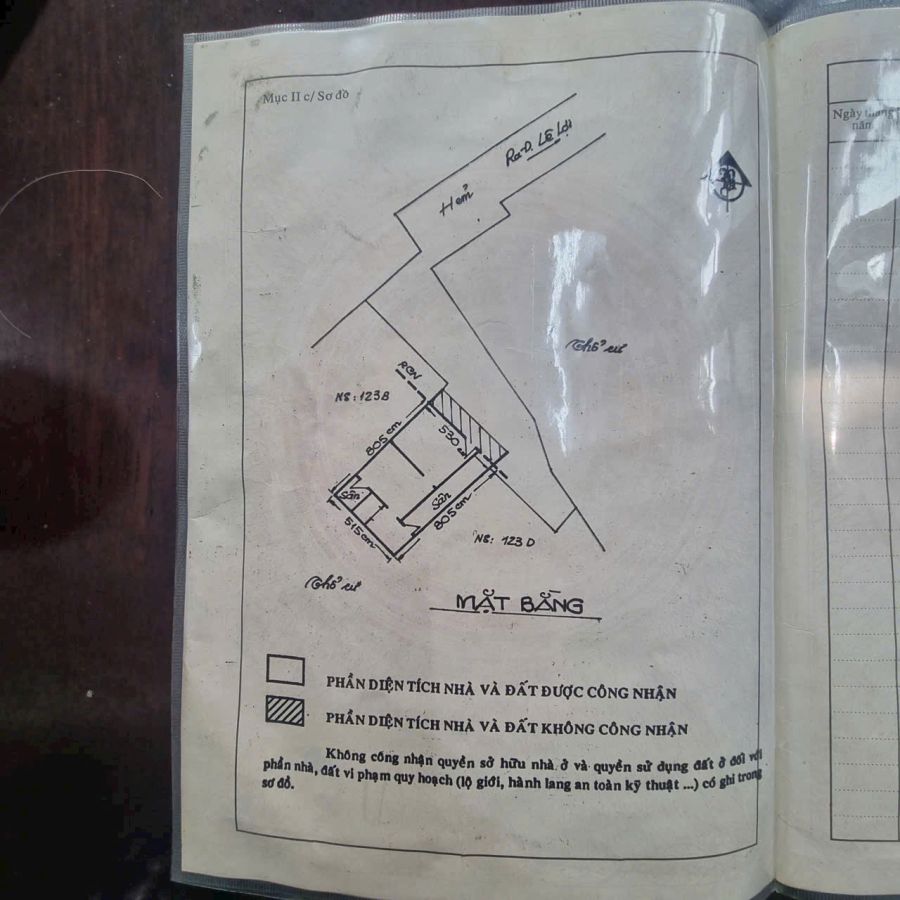 Mục II c/ Sơ đồ
Ngày tháng
năm
Ra Đ. Lê Lợi
Hẻm
Thổ cư
RGN
NS: 123B
805 cm
530 cm
Sân
Sân
805 cm
515 cm
NS: 123 D
Thổ cư
MẶT BẰNG
PHẦN DIỆN TÍCH NHÀ VÀ ĐẤT ĐƯỢC CÔNG NHẬN
PHẦN DIỆN TÍCH NHÀ VÀ ĐẤT KHÔNG CÔNG NHẬN
Không công nhận quyền sở hữu nhà ở và quyền sử dụng đất ở đối với
phần nhà, đất vi phạm quy hoạch (lộ giới, hành lang an toàn kỹ thuật ...) có ghi trong
sơ đồ.